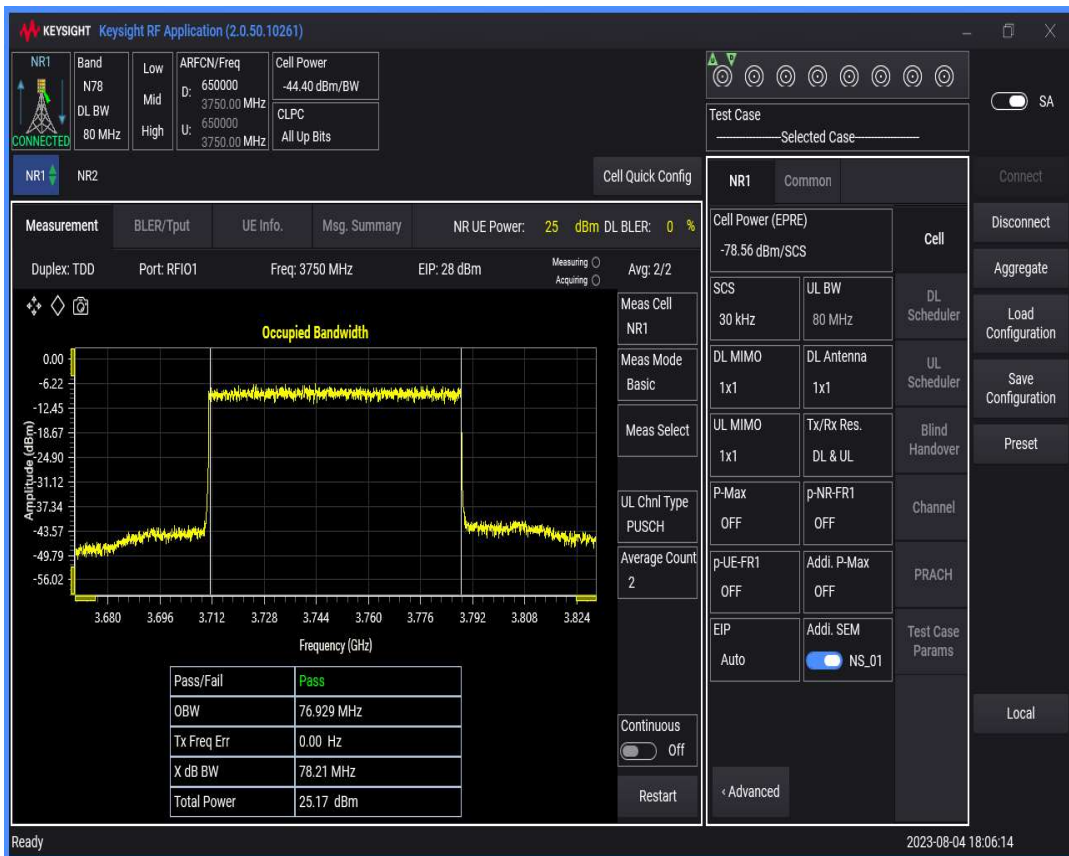 KEYSIGHT Keysight RF Application (2.0.50.10261)
NR1
CONNECTED
Band
N78
DL BW
80 MHz
Low
Mid
High
ARFCN/Freq
D: 650000
3750.00 MHz
U: 650000
3750.00 MHz
Cell Power
-44.40 dBm/BW
CLPC
All Up Bits
Test Case
--------------------Selected Case--------------------
SA
NR1 NR2 Cell Quick Config
Measurement BLER/Tput UE Info. Msg. Summary NR UE Power: 25 dBm DL BLER: 0 %
Duplex: TDD Port: RFIO1 Freq: 3750 MHz EIP: 28 dBm Measuring Acquiring Avg: 2/2
Occupied Bandwidth
Amplitude (dBm)
0.00
-6.22
-12.45
-18.67
-24.90
-31.12
-37.34
-43.57
-49.79
-56.02
3.680 3.696 3.712 3.728 3.744 3.760 3.776 3.792 3.808 3.824
Frequency (GHz)
Pass/Fail Pass
OBW 76.929 MHz
Tx Freq Err 0.00 Hz
X dB BW 78.21 MHz
Total Power 25.17 dBm
Meas Cell
NR1
Meas Mode
Basic
Meas Select
UL Chnl Type
PUSCH
Average Count
2
Continuous
Off
Restart
NR1 Common
Cell Power (EPRE)
-78.56 dBm/SCS
SCS
30 kHz
UL BW
80 MHz
DL MIMO
1x1
DL Antenna
1x1
UL MIMO
1x1
Tx/Rx Res.
DL & UL
P-Max
OFF
p-NR-FR1
OFF
p-UE-FR1
OFF
Addi. P-Max
OFF
EIP
Auto
Addi. SEM
NS_01
‹ Advanced
Cell
DL
Scheduler
UL
Scheduler
Blind
Handover
Channel
PRACH
Test Case
Params
Connect
Disconnect
Aggregate
Load
Configuration
Save
Configuration
Preset
Local
Ready 2023-08-04 18:06:14